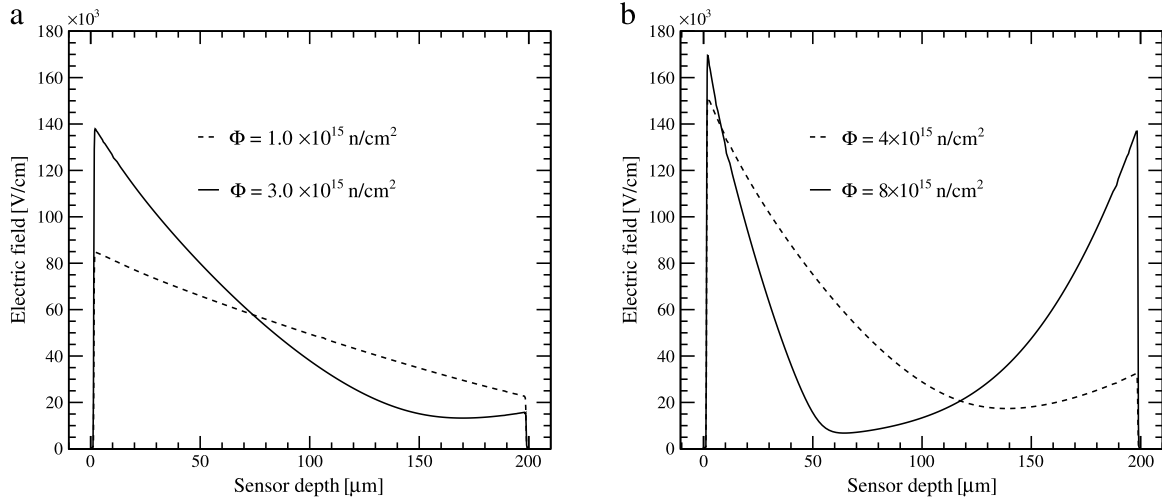 a
×10³
180
160
140
120
100
80
60
40
20
0
Electric field [V/cm]
Φ = 1.0 ×10¹⁵ n/cm²
Φ = 3.0 ×10¹⁵ n/cm²
0 50 100 150 200
Sensor depth [μm]
b
×10³
180
160
140
120
100
80
60
40
20
0
Electric field [V/cm]
Φ = 4×10¹⁵ n/cm²
Φ = 8×10¹⁵ n/cm²
0 50 100 150 200
Sensor depth [μm]